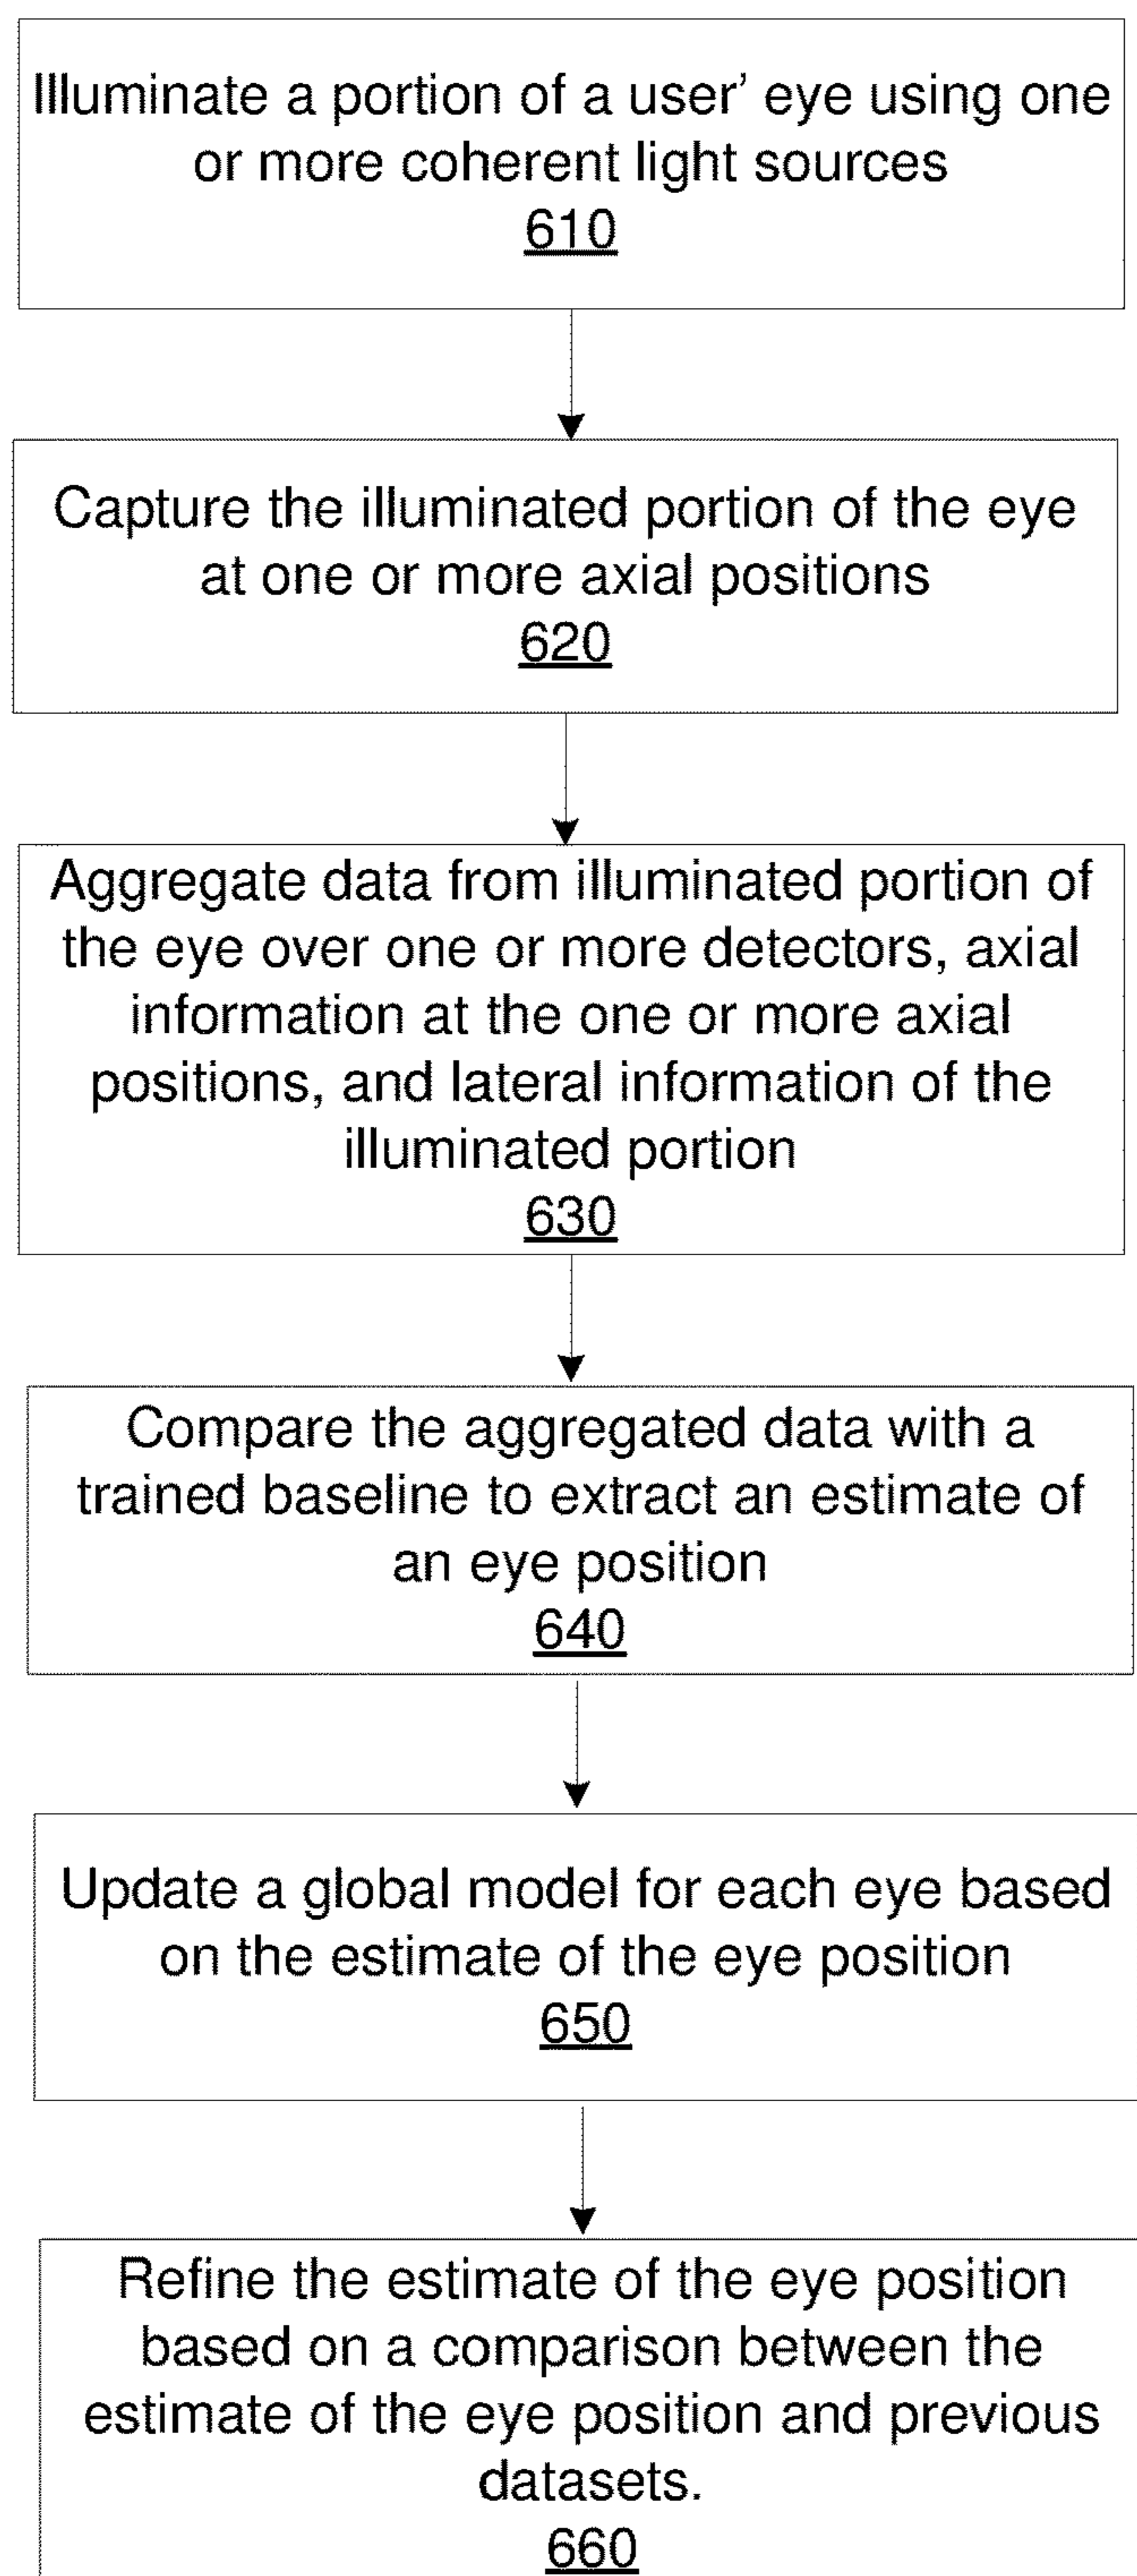 Illuminate a portion of a user' eye using one
or more coherent light sources
610
Capture the illuminated portion of the eye
at one or more axial positions
620
Aggregate data from illuminated portion of
the eye over one or more detectors, axial
information at the one or more axial
positions, and lateral information of the
illuminated portion
630
Compare the aggregated data with a
trained baseline to extract an estimate of
an eye position
640
Update a global model for each eye based
on the estimate of the eye position
650
Refine the estimate of the eye position
based on a comparison between the
estimate of the eye position and previous
datasets.
660